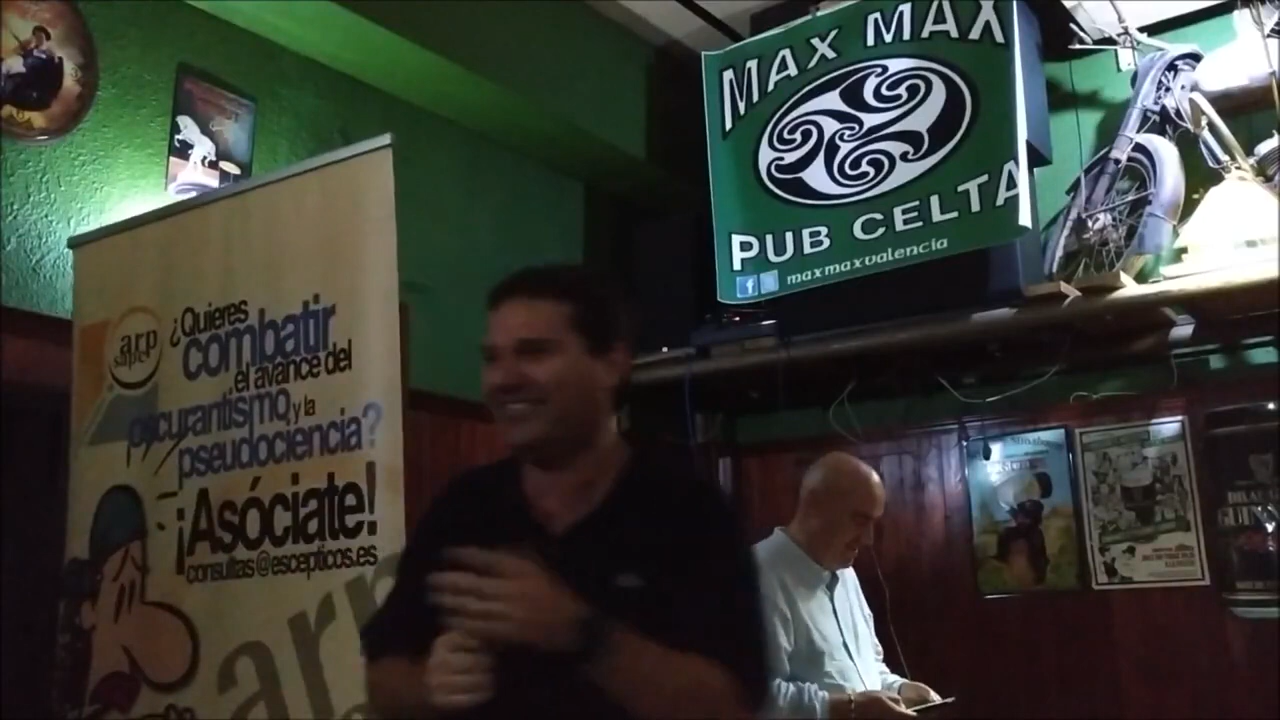 MAX MAX
PUB CELTA
f
maxmaxvalencia
arp
sapc
¿Quieres
combatir
el avance del
oscurantismo y la
pseudociencia?
¡Asóciate!
consultas@escepticos.es
arp